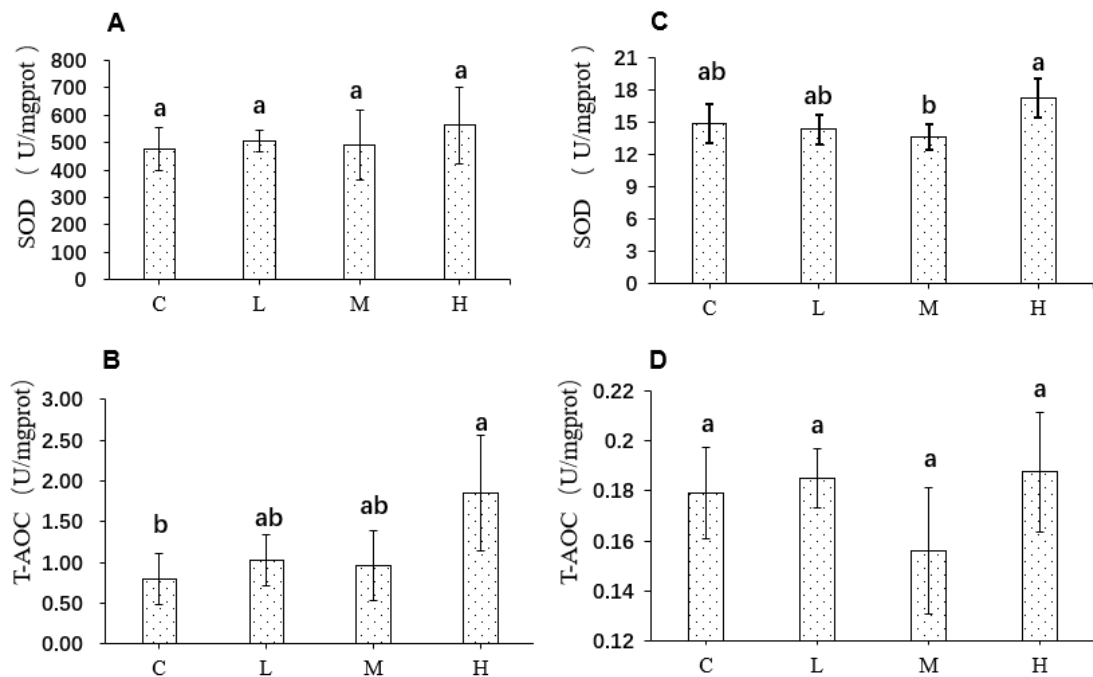 A
SOD ( U/mgprot )
800
700
600
500
400
300
200
100
0
a
a
a
a
C
L
M
H
C
SOD ( U/mgprot )
21
18
15
12
9
6
3
0
ab
ab
b
a
C
L
M
H
B
T-AOC (U/mgprot)
3.00
2.50
2.00
1.50
1.00
0.50
0.00
b
ab
ab
a
C
L
M
H
D
T-AOC (U/mgprot)
0.22
0.2
0.18
0.16
0.14
0.12
a
a
a
a
C
L
M
H